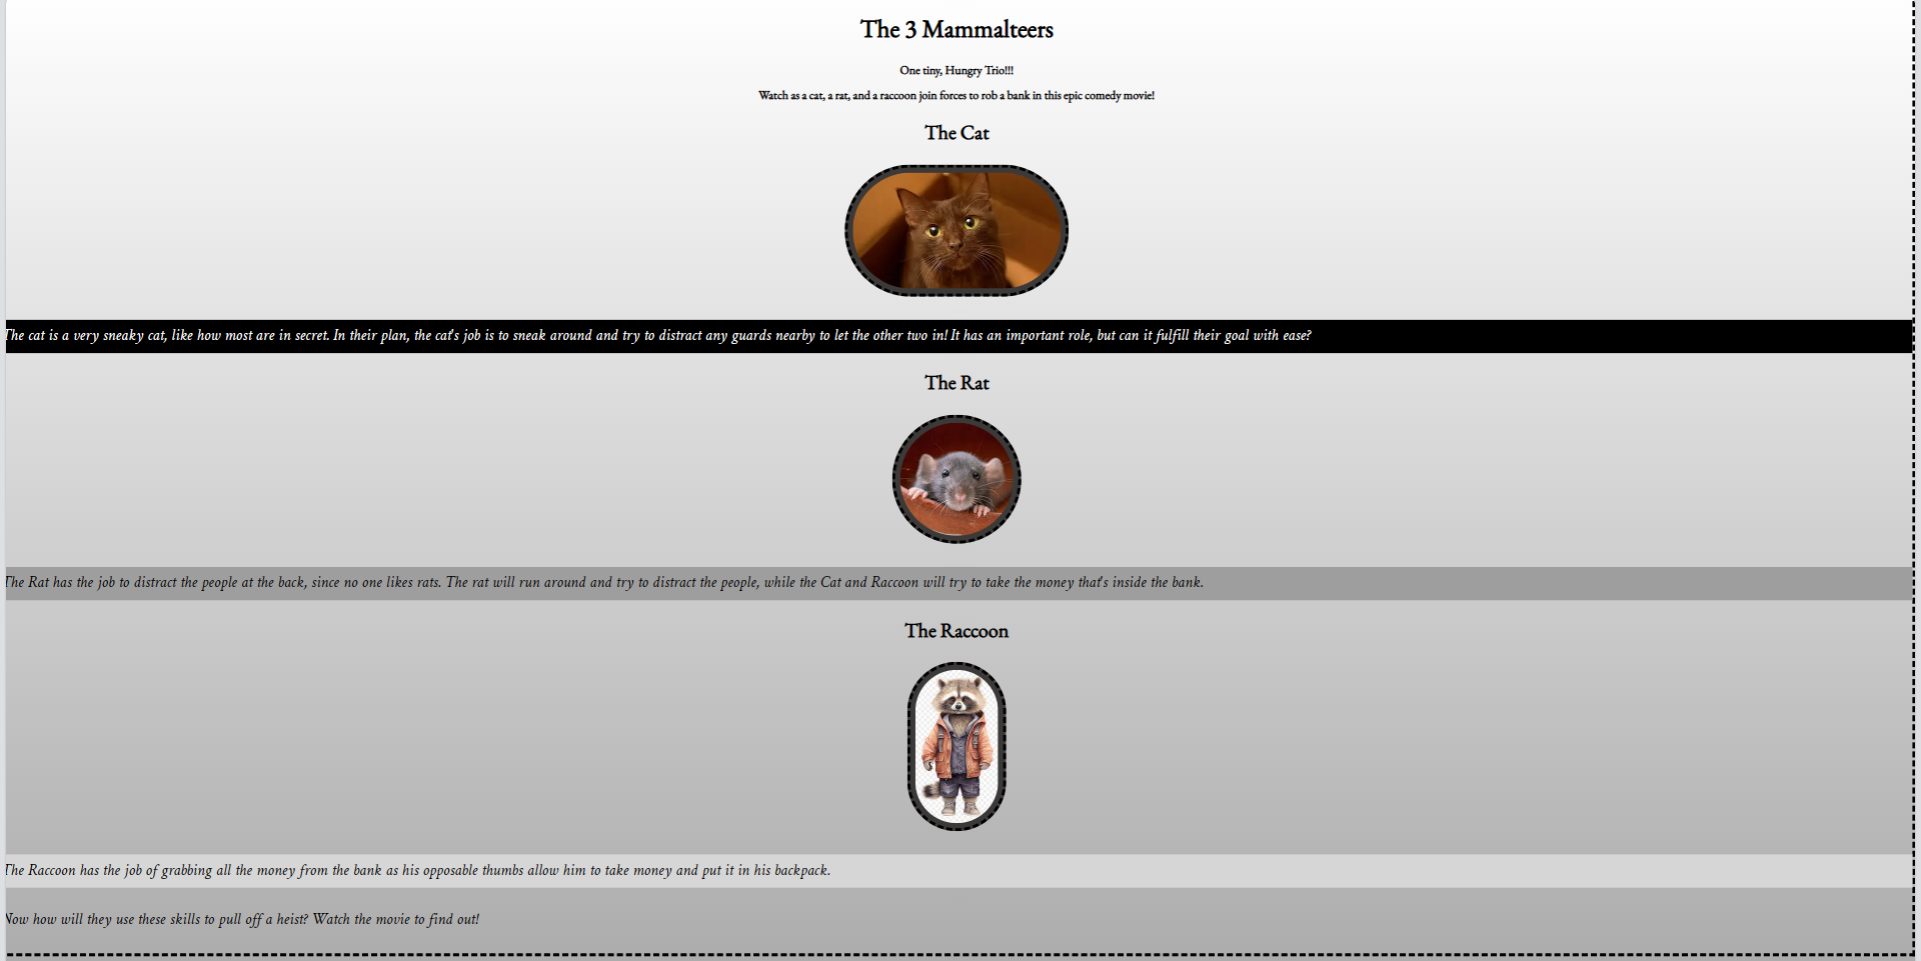 The 3 Mammalteers
One tiny, Hungry Trio!!!
Watch as a cat, a rat, and a raccoon join forces to rob a bank in this epic comedy movie!
The Cat
The cat is a very sneaky cat, like how most are in secret. In their plan, the cat's job is to sneak around and try to distract any guards nearby to let the other two in! It has an important role, but can it fulfill their goal with ease?
The Rat
The Rat has the job to distract the people at the back, since no one likes rats. The rat will run around and try to distract the people, while the Cat and Raccoon will try to take the money that's inside the bank.
The Raccoon
The Raccoon has the job of grabbing all the money from the bank as his opposable thumbs allow him to take money and put it in his backpack.
Now how will they use these skills to pull off a heist? Watch the movie to find out!